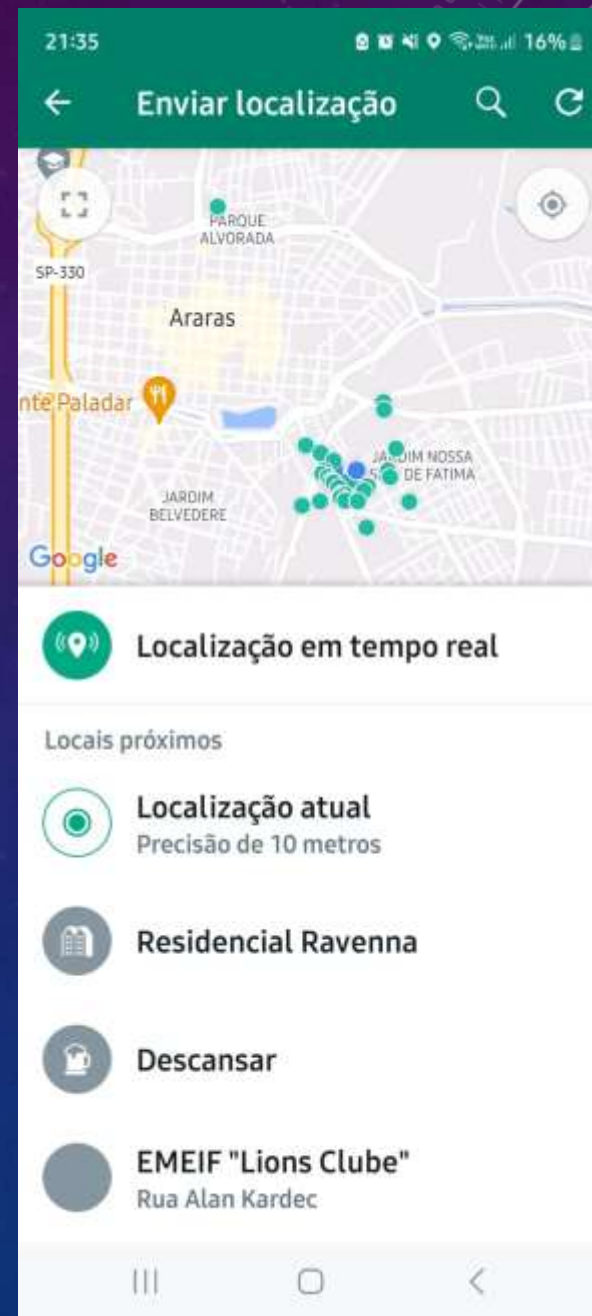 21:35
16%
Enviar localização
PARQUE
ALVORADA
SP-330
Araras
nte Paladar
JARDIM NOSSA
DE FATIMA
JARDIM
BELVEDERE
Google
Localização em tempo real
Locais próximos
Localização atual
Precisão de 10 metros
Residencial Ravenna
Descansar
EMEIF "Lions Clube"
Rua Alan Kardec